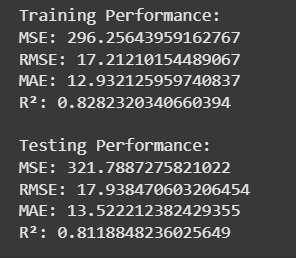 Training Performance:
MSE: 296.25643959162767
RMSE: 17.21210154489067
MAE: 12.932125959740837
R²: 0.8282320340660394
Testing Performance:
MSE: 321.7887275821022
RMSE: 17.938470603206454
MAE: 13.522212382429355
R²: 0.8118848236025649